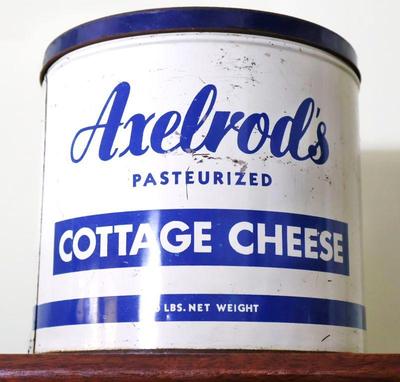 Axelrod's
PASTEURIZED
COTTAGE CHEESE
LBS. NET WEIGHT